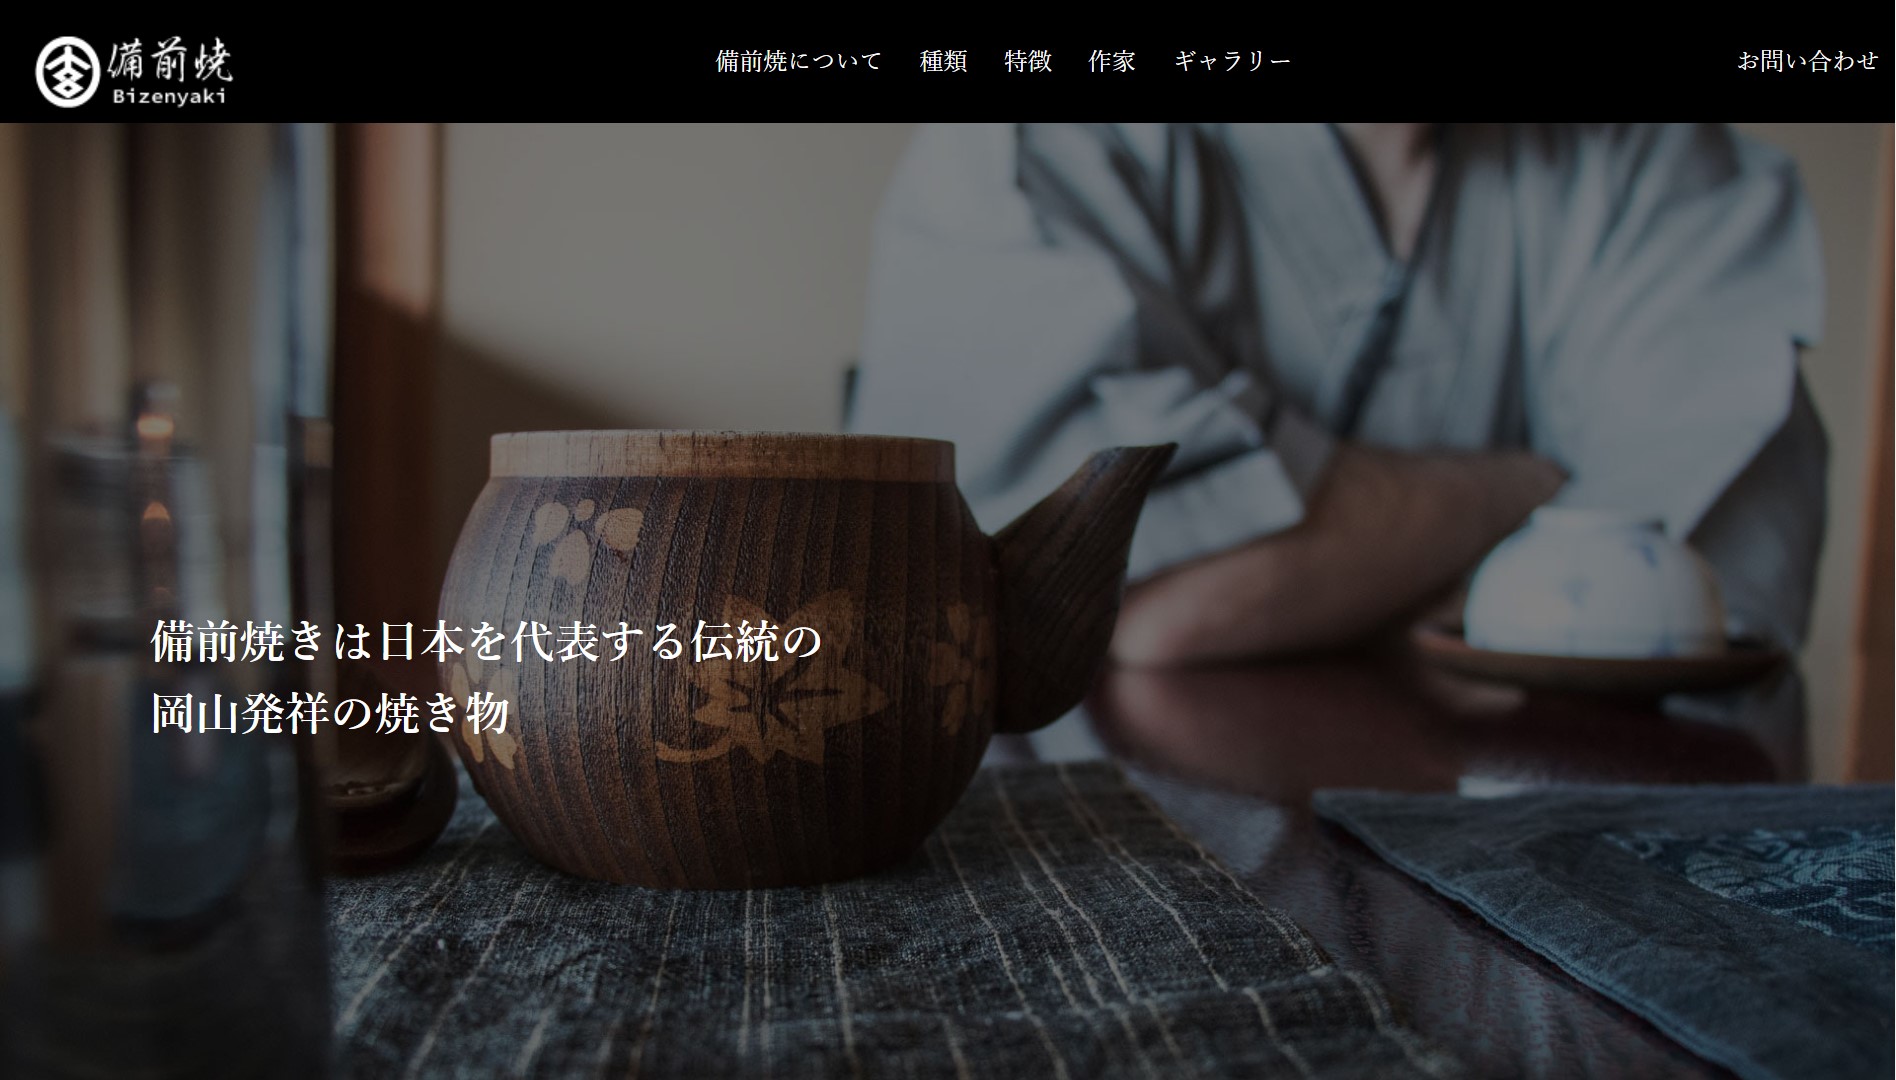 備前焼
Bizenyaki
備前焼について 種類 特徴 作家 ギャラリー お問い合わせ
備前焼きは日本を代表する伝統の
岡山発祥の焼き物